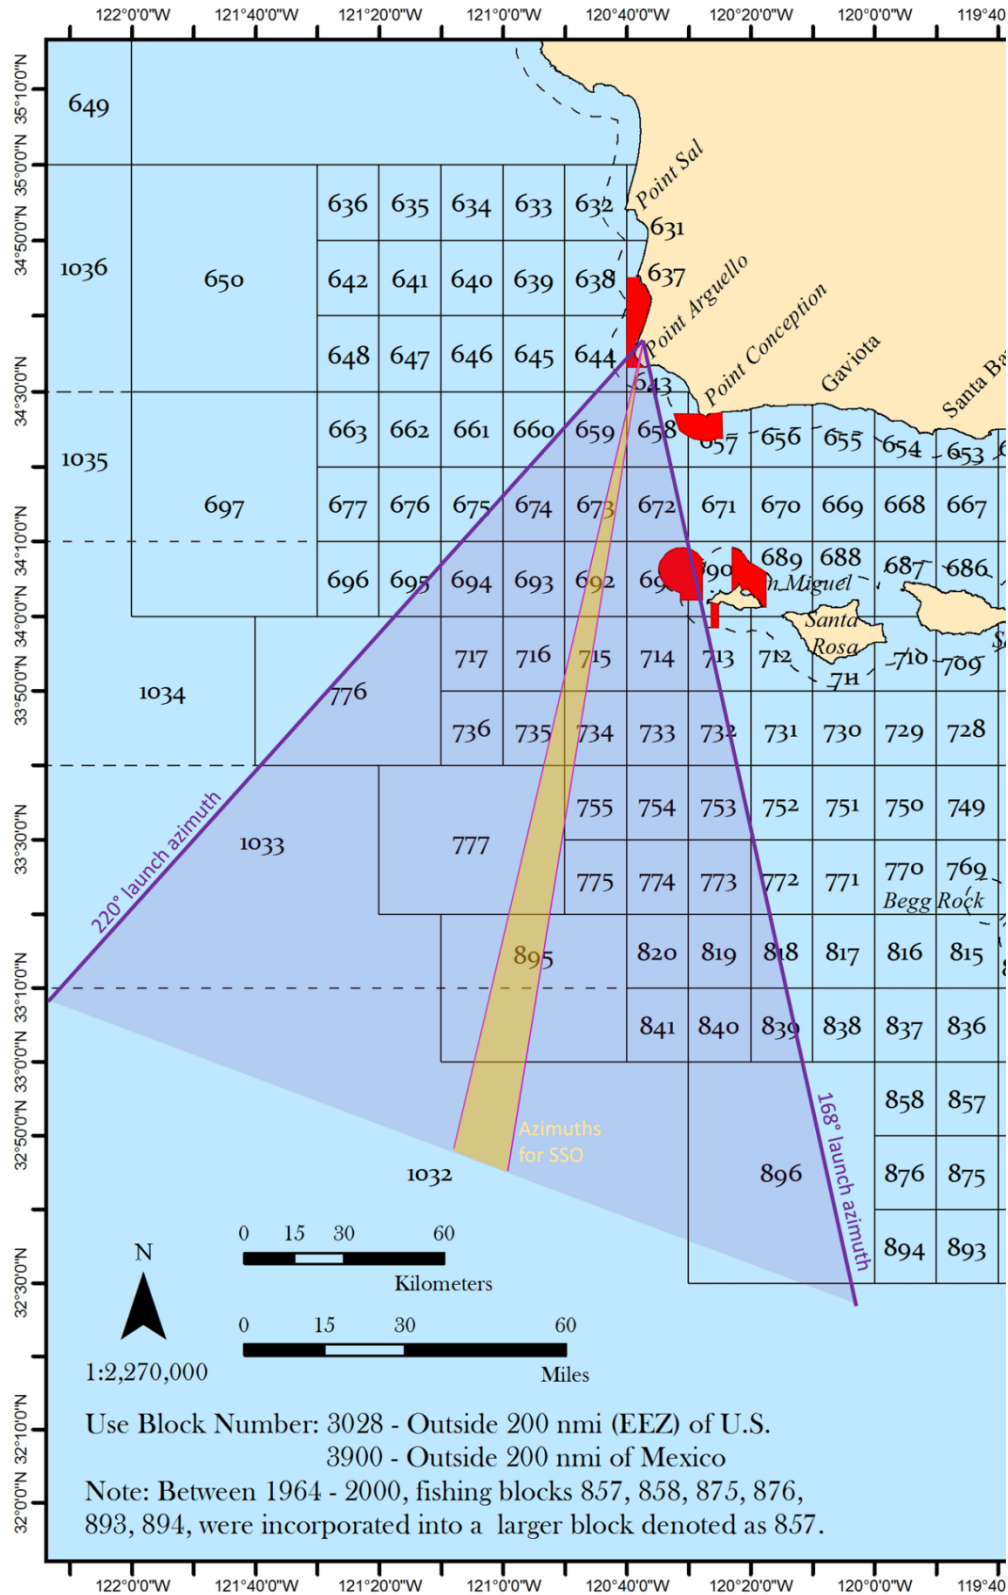 122°0'0"W 121°40'0"W 121°20'0"W 121°0'0"W 120°40'0"W 120°20'0"W 120°0'0"W 119°40
35°10'0"N
649
35°0'0"N
Point Sal
636 635 634 633 632
631
34°50'0"N
1036 650 642 641 640 639 638 637
Point Arguello
648 647 646 645 644
643
34°30'0"N
Point Conception
Gaviota
Santa Ba
663 662 661 660 659 658 657 656 655 654 653
1035
697 677 676 675 674 673 672 671 670 669 668 667
34°10'0"N
696 695 694 693 692 690 689 688 687 686
Miguel
34°0'0"N
Santa
Rosa
717 716 715 714 713 712 711 710 709
33°50'0"N
1034 776
736 735 734 733 732 731 730 729 728
755 754 753 752 751 750 749
220° launch azimuth
1033 777
33°30'0"N
775 774 773 772 771 770 769
Begg Rock
895 820 819 818 817 816 815
33°10'0"N
841 840 839 838 837 836
33°0'0"N
858 857
32°50'0"N
Azimuths
for SSO
168° launch azimuth
1032 896 876 875
0 15 30 60
Kilometers
894 893
N
32°30'0"N
0 15 30 60
Miles
1:2,270,000
Use Block Number: 3028 - Outside 200 nmi (EEZ) of U.S.
3900 - Outside 200 nmi of Mexico
32°10'0"N
Note: Between 1964 - 2000, fishing blocks 857, 858, 875, 876,
893, 894, were incorporated into a larger block denoted as 857.
32°0'0"N
122°0'0"W 121°40'0"W 121°20'0"W 121°0'0"W 120°40'0"W 120°20'0"W 120°0'0"W 119°40